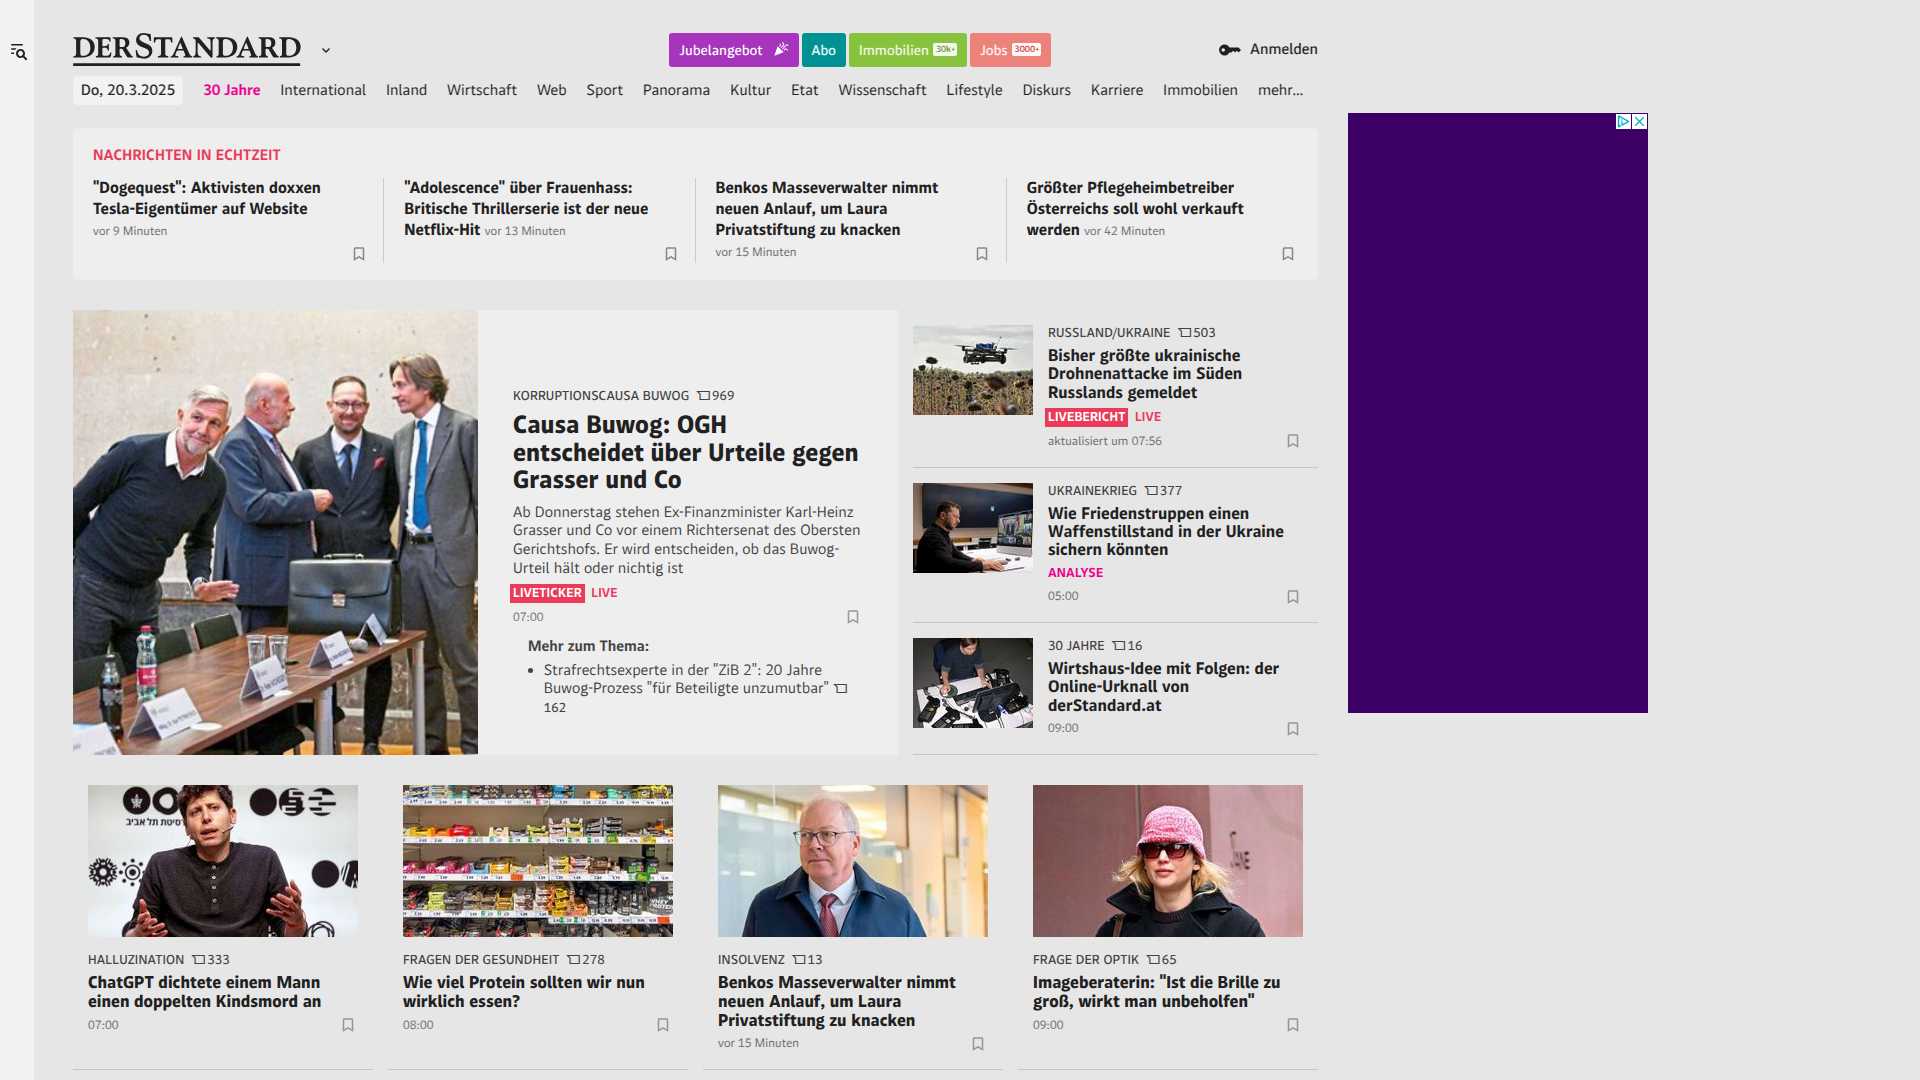 DERSTANDARD
Jubelangebot
Abo
Immobilien 30k+
Jobs 3000+
Anmelden
Do, 20.3.2025
30 Jahre
International
Inland
Wirtschaft
Web
Sport
Panorama
Kultur
Etat
Wissenschaft
Lifestyle
Diskurs
Karriere
Immobilien
mehr...
NACHRICHTEN IN ECHTZEIT
"Dogequest": Aktivisten doxxen
Tesla-Eigentümer auf Website
vor 9 Minuten
"Adolescence" über Frauenhass:
Britische Thrillerserie ist der neue
Netflix-Hit vor 13 Minuten
Benkos Masseverwalter nimmt
neuen Anlauf, um Laura
Privatstiftung zu knacken
vor 15 Minuten
Größter Pflegeheimbetreiber
Österreichs soll wohl verkauft
werden vor 42 Minuten
KORRUPTIONSCAUSA BUWOG 969
Causa Buwog: OGH
entscheidet über Urteile gegen
Grasser und Co
Ab Donnerstag stehen Ex-Finanzminister Karl-Heinz
Grasser und Co vor einem Richtersenat des Obersten
Gerichtshofs. Er wird entscheiden, ob das Buwog-
Urteil hält oder nichtig ist
LIVETICKER LIVE
07:00
Mehr zum Thema:
• Strafrechtsexperte in der "ZiB 2": 20 Jahre
Buwog-Prozess "für Beteiligte unzumutbar"
162
RUSSLAND/UKRAINE 503
Bisher größte ukrainische
Drohnenattacke im Süden
Russlands gemeldet
LIVEBERICHT LIVE
aktualisiert um 07:56
UKRAINEKRIEG 377
Wie Friedenstruppen einen
Waffenstillstand in der Ukraine
sichern könnten
ANALYSE
05:00
30 JAHRE 16
Wirtshaus-Idee mit Folgen: der
Online-Urknall von
derStandard.at
09:00
HALLUZINATION 333
ChatGPT dichtete einem Mann
einen doppelten Kindsmord an
07:00
FRAGEN DER GESUNDHEIT 278
Wie viel Protein sollten wir nun
wirklich essen?
08:00
INSOLVENZ 13
Benkos Masseverwalter nimmt
neuen Anlauf, um Laura
Privatstiftung zu knacken
vor 15 Minuten
FRAGE DER OPTIK 65
Imageberaterin: "Ist die Brille zu
groß, wirkt man unbeholfen"
09:00